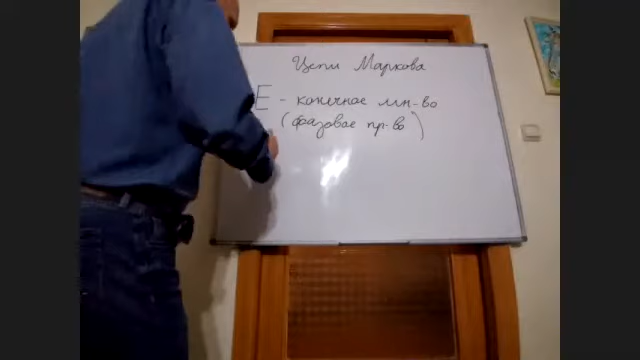 Цепи Маркова
E - конечное мн-во
(фазовое пр-во)